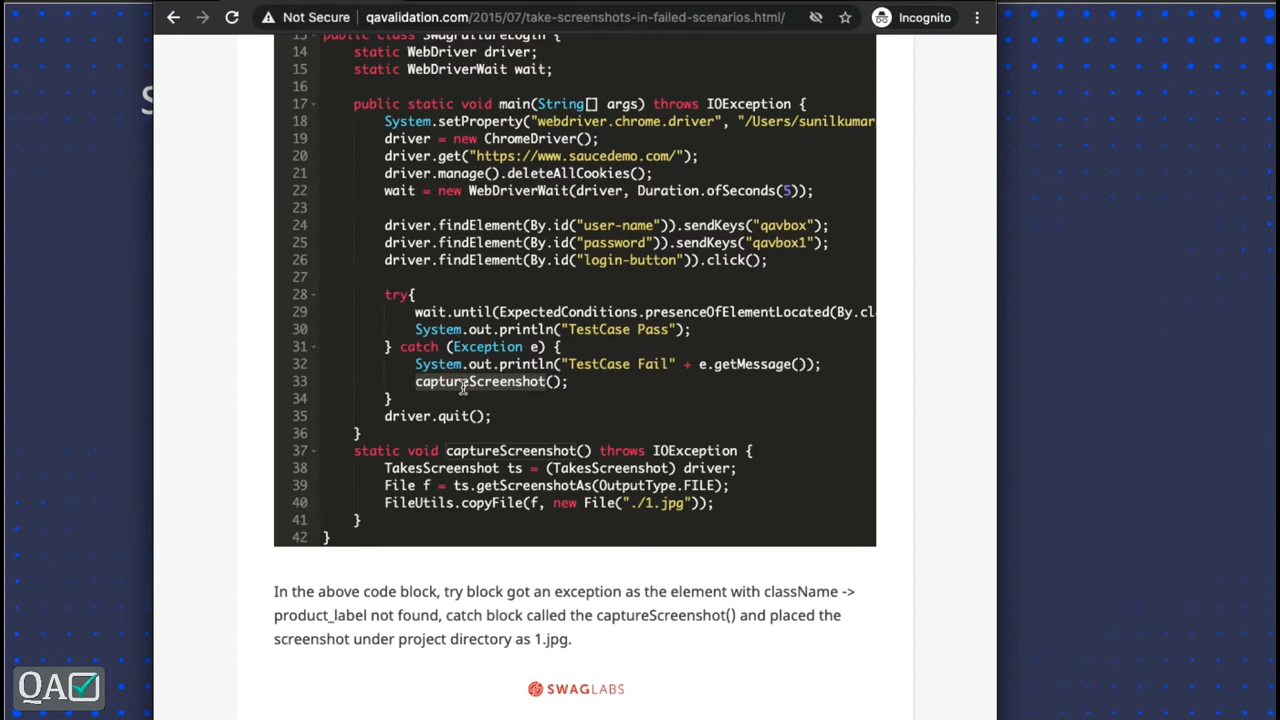 S
Not Secure qavalidation.com/2015/07/take-screenshots-in-failed-scenarios.html/ Incognito
13 public class SwagFailureLogin {
14 static WebDriver driver;
15 static WebDriverWait wait;
16
17 public static void main(String[] args) throws IOException {
18 System.setProperty("webdriver.chrome.driver", "/Users/sunilkumar
19 driver = new ChromeDriver();
20 driver.get("https://www.saucedemo.com/");
21 driver.manage().deleteAllCookies();
22 wait = new WebDriverWait(driver, Duration.ofSeconds(5));
23
24 driver.findElement(By.id("user-name")).sendKeys("qavbox");
25 driver.findElement(By.id("password")).sendKeys("qavbox1");
26 driver.findElement(By.id("login-button")).click();
27
28 try{
29 wait.until(ExpectedConditions.presenceOfElementLocated(By.cl
30 System.out.println("TestCase Pass");
31 } catch (Exception e) {
32 System.out.println("TestCase Fail" + e.getMessage());
33 captureScreenshot();
34 }
35 driver.quit();
36 }
37 static void captureScreenshot() throws IOException {
38 TakesScreenshot ts = (TakesScreenshot) driver;
39 File f = ts.getScreenshotAs(OutputType.FILE);
40 FileUtils.copyFile(f, new File("./1.jpg"));
41 }
42 }
In the above code block, try block got an exception as the element with className ->
product_label not found, catch block called the captureScreenshot() and placed the
screenshot under project directory as 1.jpg.
SWAGLABS
QA